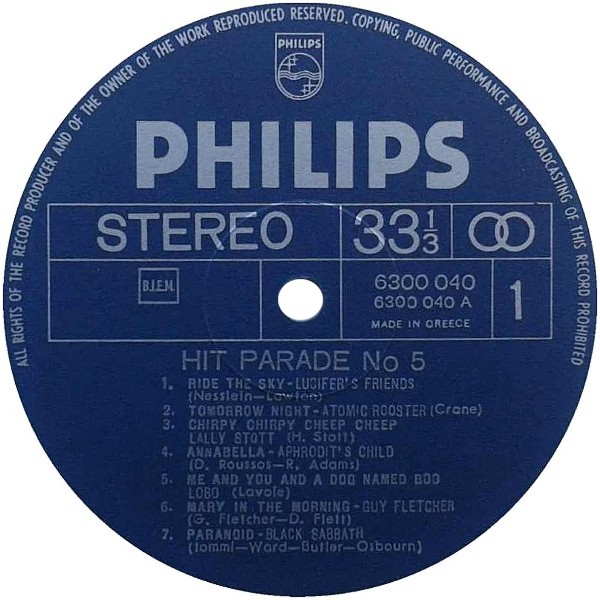 ALL RIGHTS OF THE RECORD PRODUCER AND OF THE OWNER OF THE WORK REPRODUCED RESERVED. COPYING, PUBLIC PERFORMANCE AND BROADCASTING OF THIS RECORD PROHIBITED
PHILIPS
PHILIPS
STEREO 33 1/3
B.I.E.M.
6300 040
6300 040 A
1
MADE IN GREECE
HIT PARADE No 5
1. RIDE THE SKY-LUCIFER'S FRIENDS
(Nesslein-Lawton)
2. TOMORROW NIGHT-ATOMIC ROOSTER (Crane)
3. CHIRPY CHIRPY CHEEP CHEEP
LALLY STOTT (H. Stott)
4. ANNABELLA-APHRODIT'S CHILD
(D. Roussos-R. Adams)
5. ME AND YOU AND A DOG NAMED BOO
LOBO (Lavoie)
6. MARY IN THE MORNING-GUY FLETCHER
(G. Fletcher-D. Flett)
7. PARANOID-BLACK SABBATH
(Iommi-Ward-Butler-Osbourn)